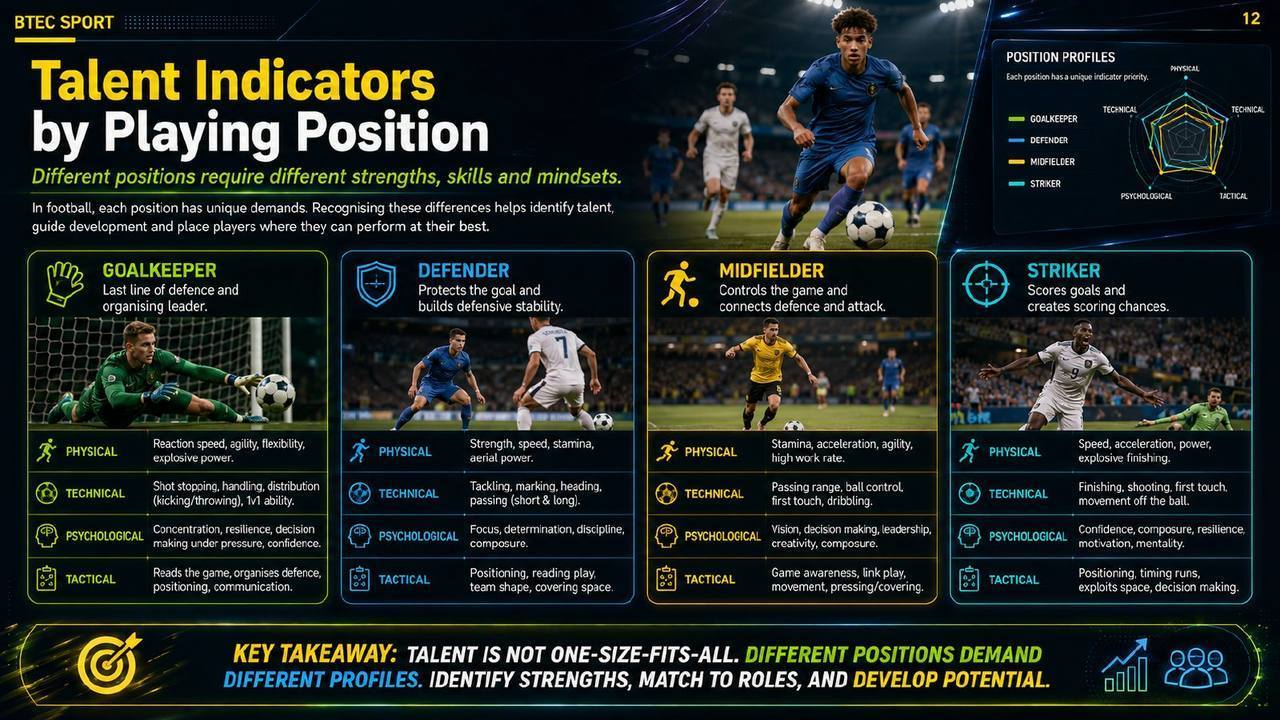 BTEC SPORT
12
Talent Indicators
by Playing Position
Different positions require different strengths, skills and mindsets.
In football, each position has unique demands. Recognising these differences helps identify talent,
guide development and place players where they can perform at their best.
POSITION PROFILES
Each position has a unique indicator priority.
GOALKEEPER
DEFENDER
MIDFIELDER
STRIKER
PHYSICAL
TECHNICAL
TECHNICAL
PSYCHOLOGICAL
TACTICAL
GOALKEEPER
Last line of defence and
organising leader.
PHYSICAL
Reaction speed, agility, flexibility,
explosive power.
TECHNICAL
Shot stopping, handling, distribution
(kicking/throwing), 1v1 ability.
PSYCHOLOGICAL
Concentration, resilience, decision
making under pressure, confidence.
TACTICAL
Reads the game, organises defence,
positioning, communication.
DEFENDER
Protects the goal and
builds defensive stability.
7
PHYSICAL
Strength, speed, stamina,
aerial power.
TECHNICAL
Tackling, marking, heading,
passing (short & long).
PSYCHOLOGICAL
Focus, determination, discipline,
composure.
TACTICAL
Positioning, reading play,
team shape, covering space.
MIDFIELDER
Controls the game and
connects defence and attack.
PHYSICAL
Stamina, acceleration, agility,
high work rate.
TECHNICAL
Passing range, ball control,
first touch, dribbling.
PSYCHOLOGICAL
Vision, decision making, leadership,
creativity, composure.
TACTICAL
Game awareness, link play,
movement, pressing/covering.
STRIKER
Scores goals and
creates scoring chances.
9
PHYSICAL
Speed, acceleration, power,
explosive finishing.
TECHNICAL
Finishing, shooting, first touch,
movement off the ball.
PSYCHOLOGICAL
Confidence, composure, resilience,
motivation, mentality.
TACTICAL
Positioning, timing runs,
exploits space, decision making.
KEY TAKEAWAY: TALENT IS NOT ONE-SIZE-FITS-ALL. DIFFERENT POSITIONS DEMAND
DIFFERENT PROFILES. IDENTIFY STRENGTHS, MATCH TO ROLES, AND DEVELOP POTENTIAL.